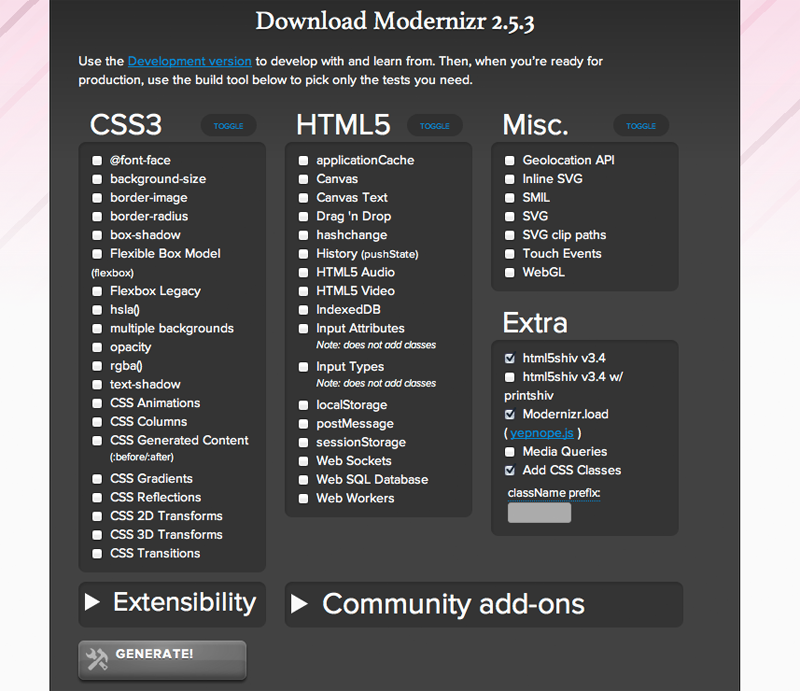 Download Modernizr 2.5.3
Use the Development version to develop with and learn from. Then, when you're ready for
production, use the build tool below to pick only the tests you need.
CSS3 TOGGLE
@font-face
background-size
border-image
border-radius
box-shadow
Flexible Box Model
(flexbox)
Flexbox Legacy
hsla()
multiple backgrounds
opacity
rgba()
text-shadow
CSS Animations
CSS Columns
CSS Generated Content
(:before/:after)
CSS Gradients
CSS Reflections
CSS 2D Transforms
CSS 3D Transforms
CSS Transitions
HTML5 TOGGLE
applicationCache
Canvas
Canvas Text
Drag 'n Drop
hashchange
History (pushState)
HTML5 Audio
HTML5 Video
IndexedDB
Input Attributes
Note: does not add classes
Input Types
Note: does not add classes
localStorage
postMessage
sessionStorage
Web Sockets
Web SQL Database
Web Workers
Misc. TOGGLE
Geolocation API
Inline SVG
SMIL
SVG
SVG clip paths
Touch Events
WebGL
Extra
html5shiv v3.4
html5shiv v3.4 w/
printshiv
Modernizr.load
( yepnope.js )
Media Queries
Add CSS Classes
className prefix:
Extensibility
Community add-ons
GENERATE!